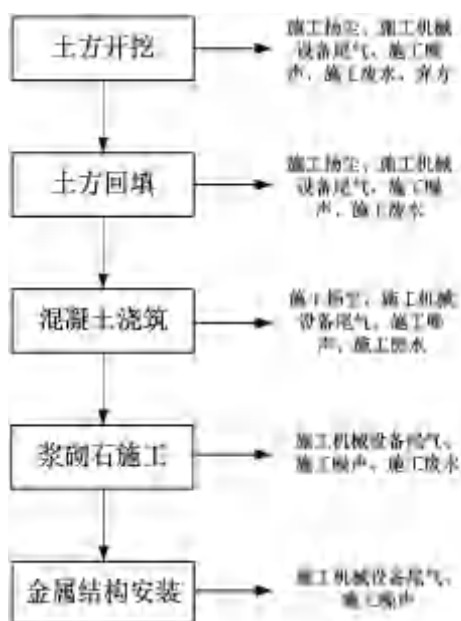 土方开挖
施工扬尘、施工机械
设备尾气、施工噪
声、施工废水、弃方
土方回填
施工扬尘、施工机械
设备尾气、施工噪
声、施工废水
混凝土浇筑
施工扬尘、施工机械
设备尾气、施工噪
声、施工废水
浆砌石施工
施工机械设备尾气、
施工噪声、施工废水
金属结构安装
施工机械设备尾气、
施工噪声